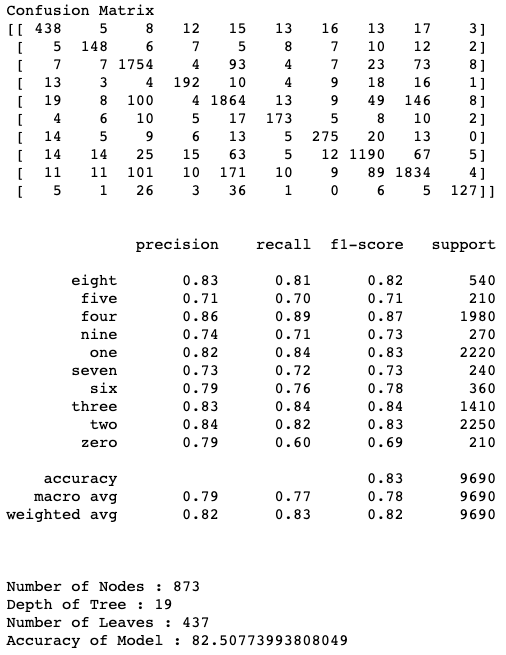 Confusion Matrix
[[ 438 5 8 12 15 13 16 13 17 3]
[ 5 148 6 7 5 8 7 10 12 2]
[ 7 7 1754 4 93 4 7 23 73 8]
[ 13 3 4 192 10 4 9 18 16 1]
[ 19 8 100 4 1864 13 9 49 146 8]
[ 4 6 10 5 17 173 5 8 10 2]
[ 14 5 9 6 13 5 275 20 13 0]
[ 14 14 25 15 63 5 12 1190 67 5]
[ 11 11 101 10 171 10 9 89 1834 4]
[ 5 1 26 3 36 1 0 6 5 127]]
precision recall f1-score support
eight 0.83 0.81 0.82 540
five 0.71 0.70 0.71 210
four 0.86 0.89 0.87 1980
nine 0.74 0.71 0.73 270
one 0.82 0.84 0.83 2220
seven 0.73 0.72 0.73 240
six 0.79 0.76 0.78 360
three 0.83 0.84 0.84 1410
two 0.84 0.82 0.83 2250
zero 0.79 0.60 0.69 210
accuracy 0.83 9690
macro avg 0.79 0.77 0.78 9690
weighted avg 0.82 0.83 0.82 9690
Number of Nodes : 873
Depth of Tree : 19
Number of Leaves : 437
Accuracy of Model : 82.50773993808049